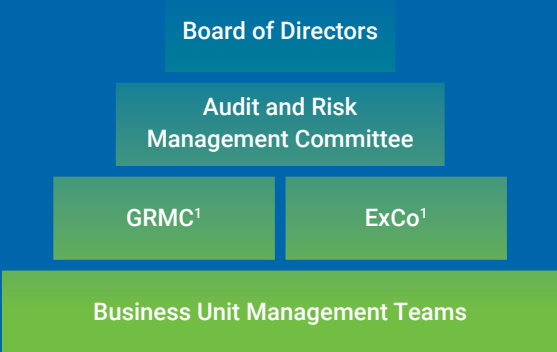 Board of Directors
Audit and Risk
Management Committee
GRMC¹
ExCo¹
Business Unit Management Teams